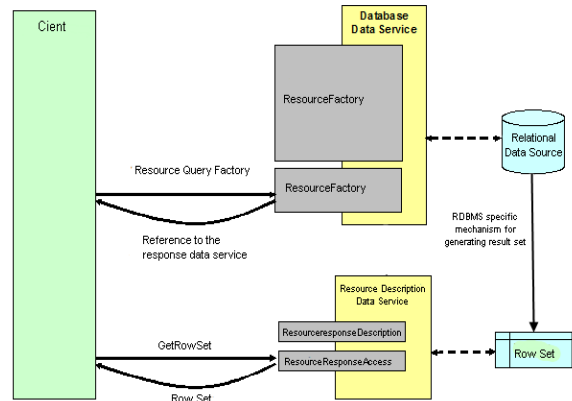 Cient
Database
Data Service
ResourceFactory
Relational
Data Source
Resource Query Factory
ResourceFactory
Reference to the
response data service
RDBMS specific
mechanism for
generating result set
Resource Description
Data Service
ResourceresponseDescription
GetRowSet
ResourceResponseAccess
Row Set
Row Set